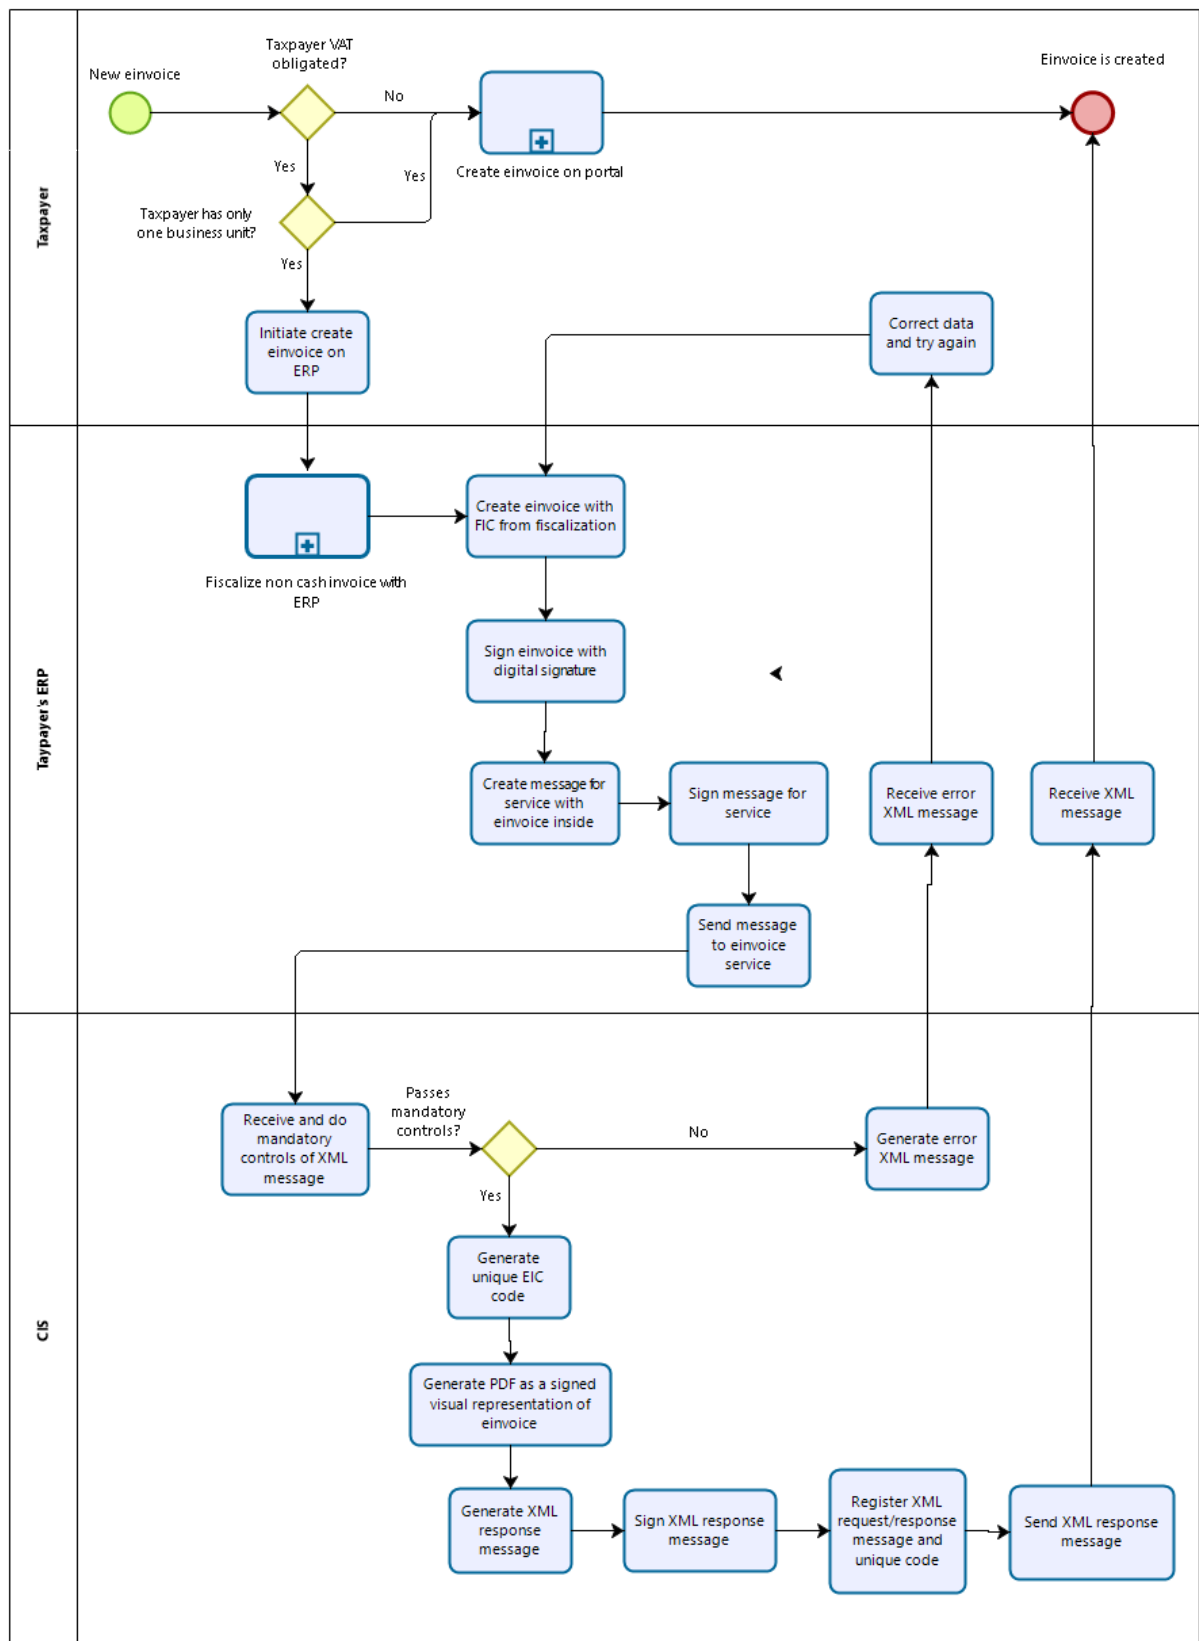 Taxpayer VAT
obligated?
New einvoice
Einvoice is created
No
Yes
Yes
Create einvoice on portal
Taxpayer has only
one business unit?
Yes
Taxpayer
Initiate create
einvoice on
ERP
Correct data
and try again
Create einvoice with
FIC from fiscalization
Fiscalize non cash invoice with
ERP
Sign einvoice with
digital signature
Taypayer's ERP
Create message for
service with
einvoice inside
Sign message for
service
Receive error
XML message
Receive XML
message
Send message
to einvoice
service
Passes
mandatory
controls?
Receive and do
mandatory
controls of XML
message
No
Generate error
XML message
Yes
Generate
unique EIC
code
CIS
Generate PDF as a signed
visual representation of
einvoice
Generate XML
response
message
Sign XML response
message
Register XML
request/response
message and
unique code
Send XML response
message